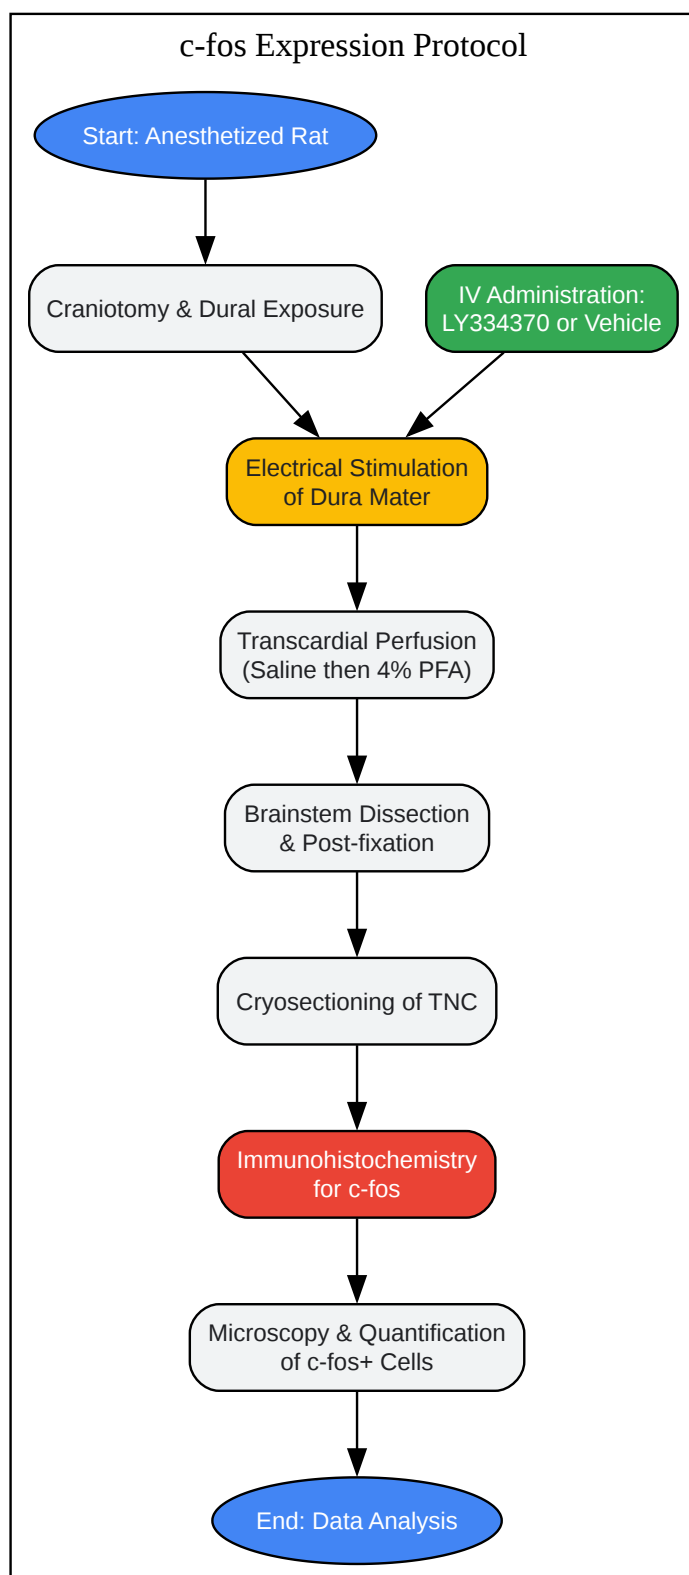 c-fos Expression Protocol
Start: Anesthetized Rat
Craniotomy & Dural Exposure
IV Administration:
LY334370 or Vehicle
Electrical Stimulation
of Dura Mater
Transcardial Perfusion
(Saline then 4% PFA)
Brainstem Dissection
& Post-fixation
Cryosectioning of TNC
Immunohistochemistry
for c-fos
Microscopy & Quantification
of c-fos+ Cells
End: Data Analysis